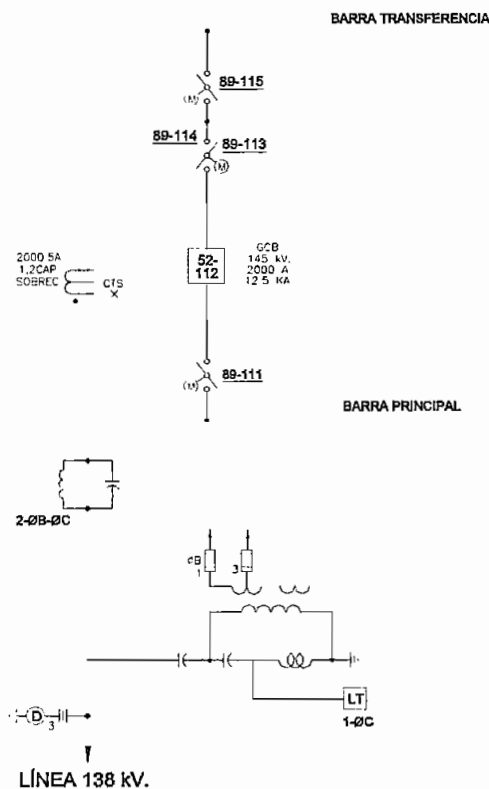 BARRA TRANSFERENCIA
89-115
(M)
89-114
89-113
(M)
2000 5A
1,2CAP
SOBREC
CTS
X
52-
112
GCB
145 kV.
2000 A
12 5 KA
89-111
(M)
BARRA PRINCIPAL
2-ØB-ØC
1
3
LT
1-ØC
D
3
LÍNEA 138 kV.